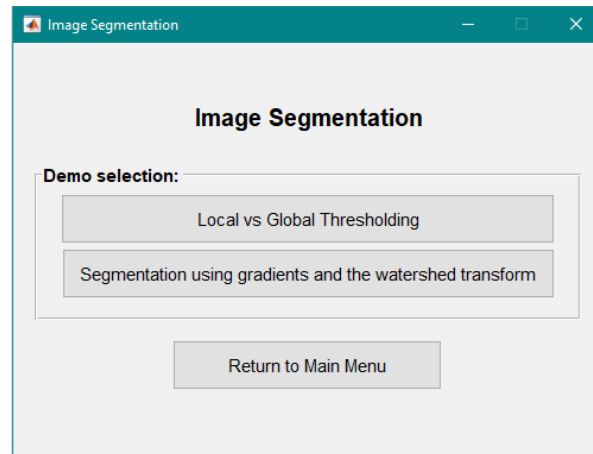 Image Segmentation
Image Segmentation
Demo selection:
Local vs Global Thresholding
Segmentation using gradients and the watershed transform
Return to Main Menu